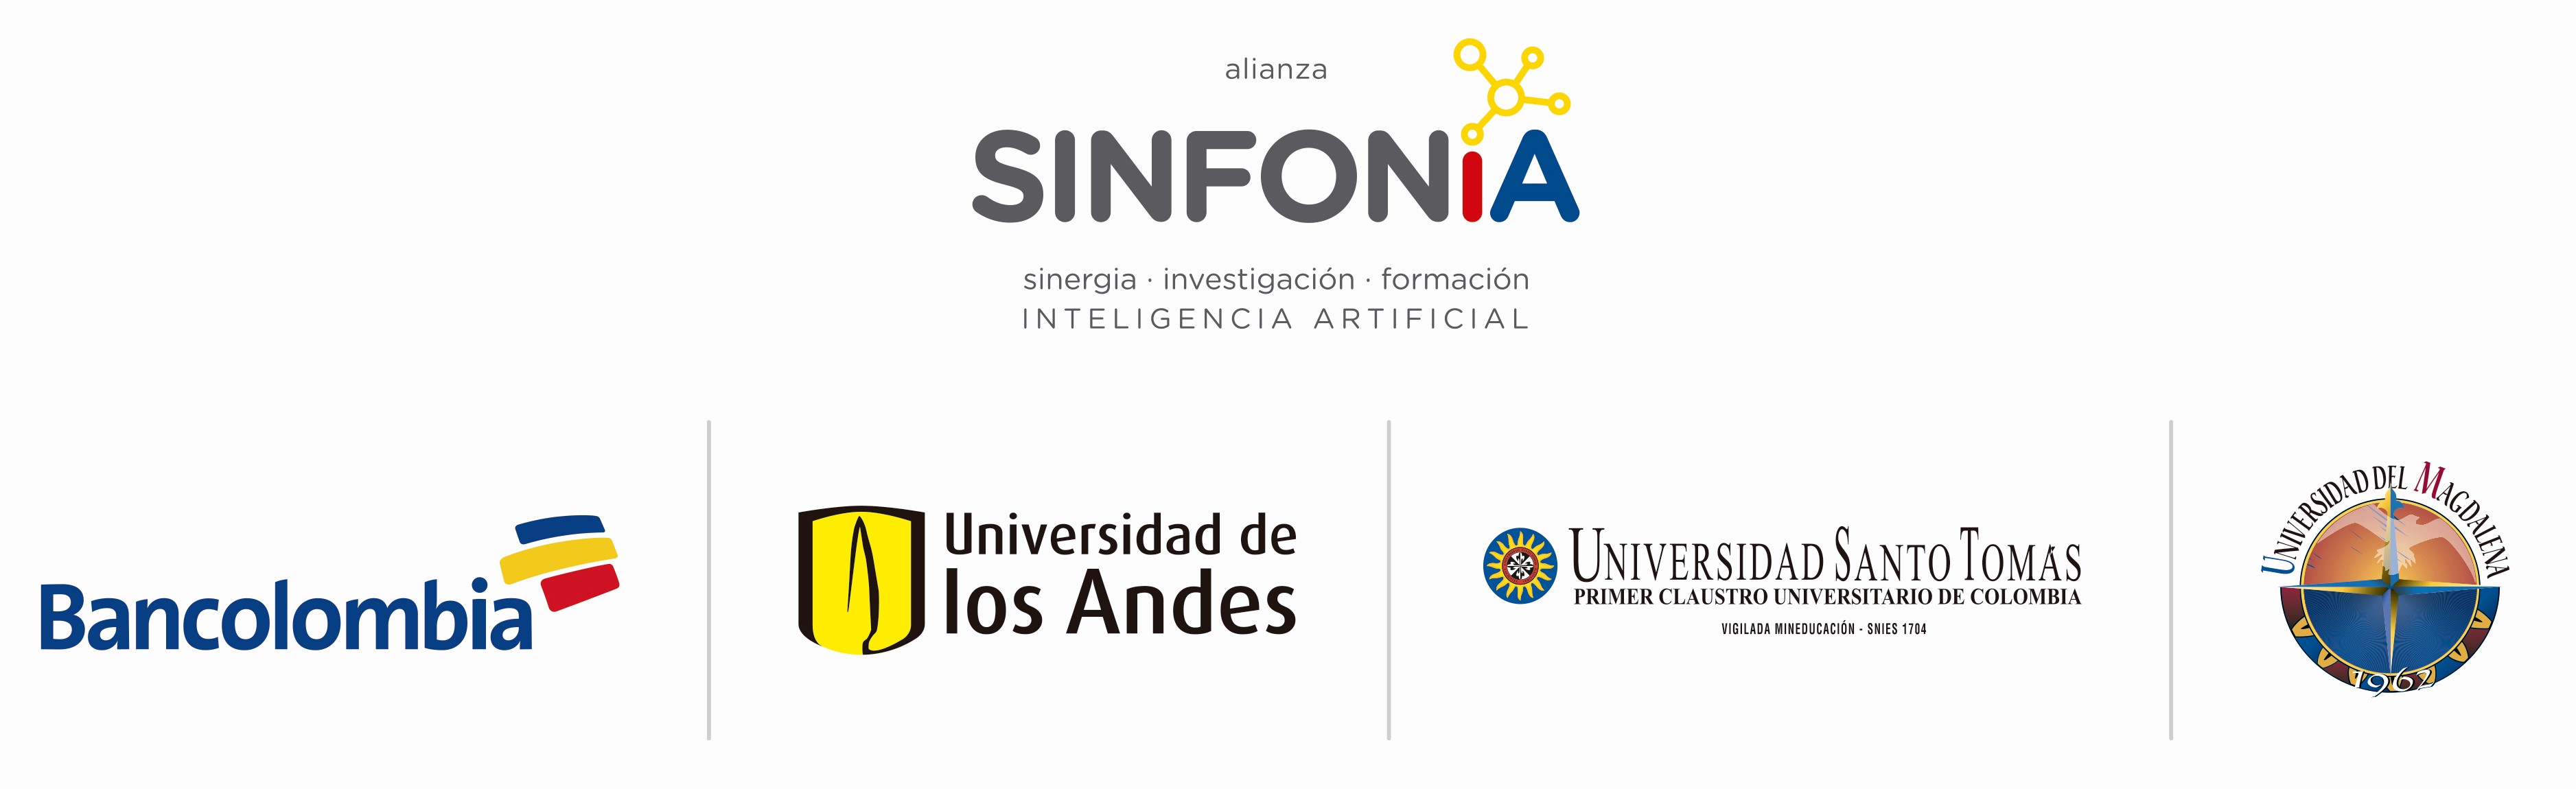 alianza
SINFONiA
sinergia · investigación · formación
INTELIGENCIA ARTIFICIAL
Bancolombia
Universidad de
los Andes
UNIVERSIDAD SANTO TOMÁS
PRIMER CLAUSTRO UNIVERSITARIO DE COLOMBIA
VIGILADA MINEDUCACIÓN - SNIES 1704
UNIVERSIDAD DEL MAGDALENA
1962